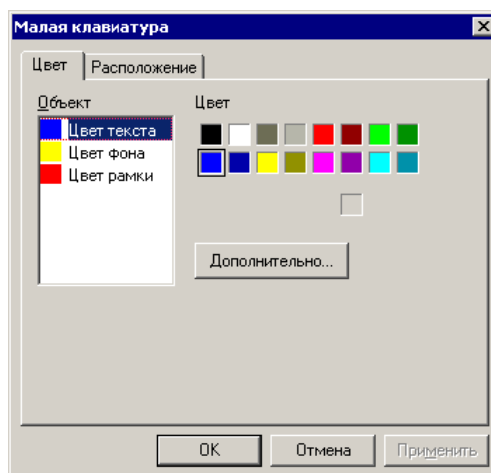 Малая клавиатура
Цвет Расположение
Объект Цвет
Цвет текста
Цвет фона
Цвет рамки
Дополнительно...
OK Отмена Применить